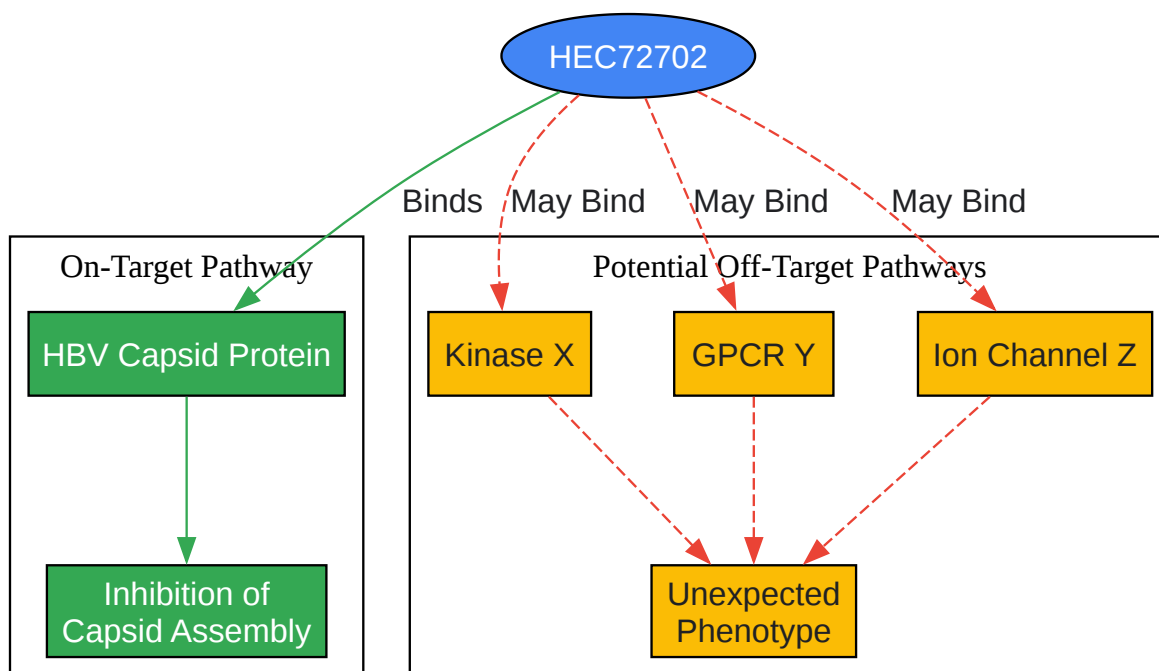 HEC72702
Binds
May Bind
May Bind
May Bind
On-Target Pathway
Potential Off-Target Pathways
HBV Capsid Protein
Kinase X
GPCR Y
Ion Channel Z
Inhibition of
Capsid Assembly
Unexpected
Phenotype